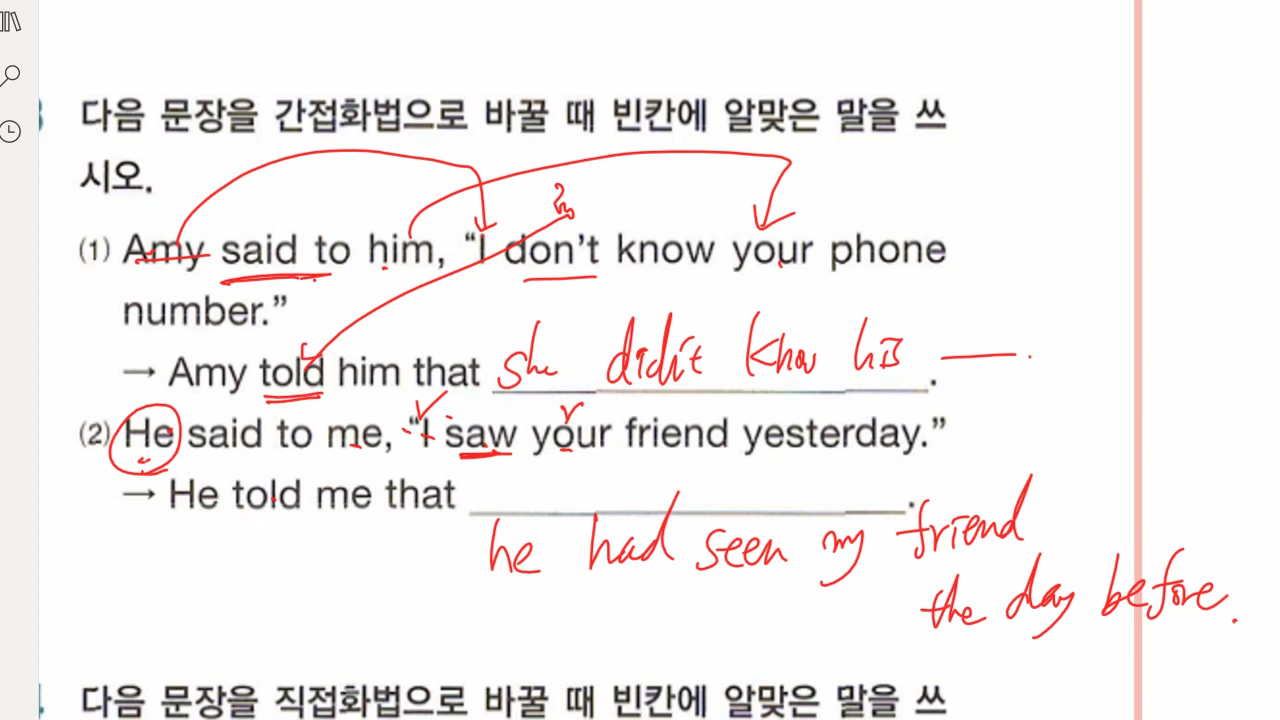 다음 문장을 간접화법으로 바꿀 때 빈칸에 알맞은 말을 쓰
시오.
(1) Amy said to him, “I don’t know your phone
number.”
→ Amy told him that she didn't know his ___.
(2) He said to me, “I saw your friend yesterday.”
→ He told me that ___.
he had seen my friend
the day before.
다음 문장을 직접화법으로 바꿀 때 빈칸에 알맞은 말을 쓰